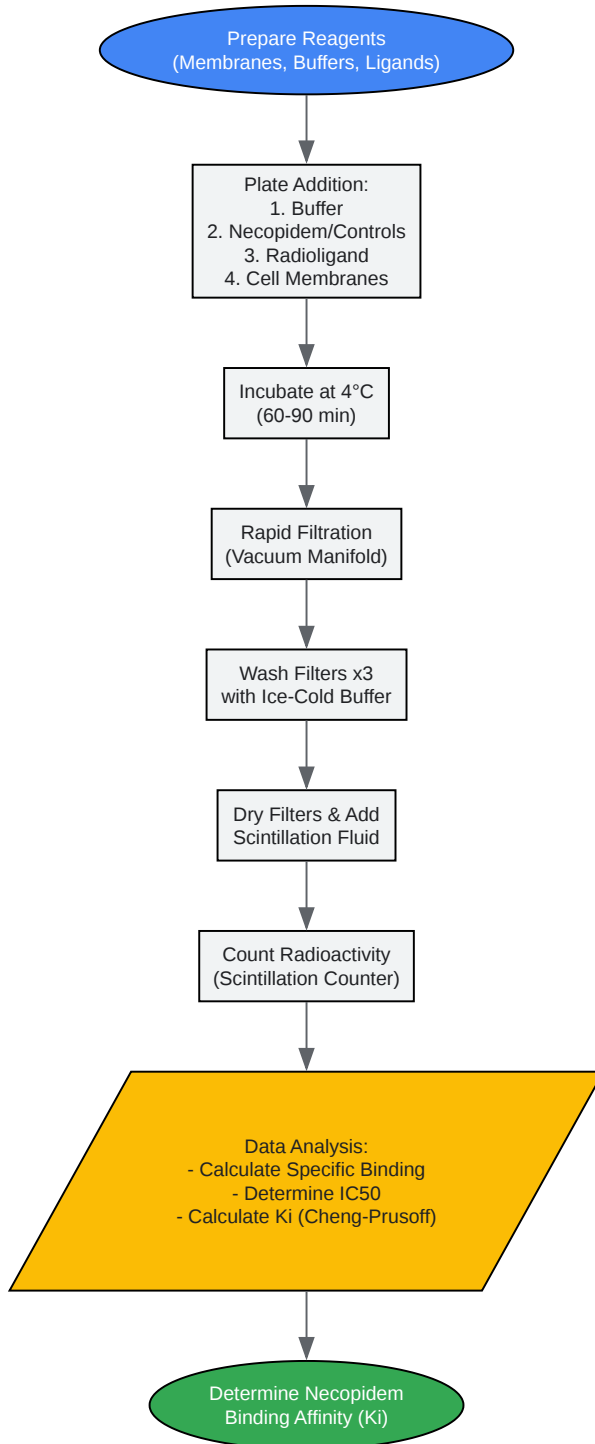 Prepare Reagents
(Membranes, Buffers, Ligands)
Plate Addition:
1. Buffer
2. Necopidem/Controls
3. Radioligand
4. Cell Membranes
Incubate at 4°C
(60-90 min)
Rapid Filtration
(Vacuum Manifold)
Wash Filters x3
with Ice-Cold Buffer
Dry Filters & Add
Scintillation Fluid
Count Radioactivity
(Scintillation Counter)
Data Analysis:
- Calculate Specific Binding
- Determine IC50
- Calculate Ki (Cheng-Prusoff)
Determine Necopidem
Binding Affinity (Ki)